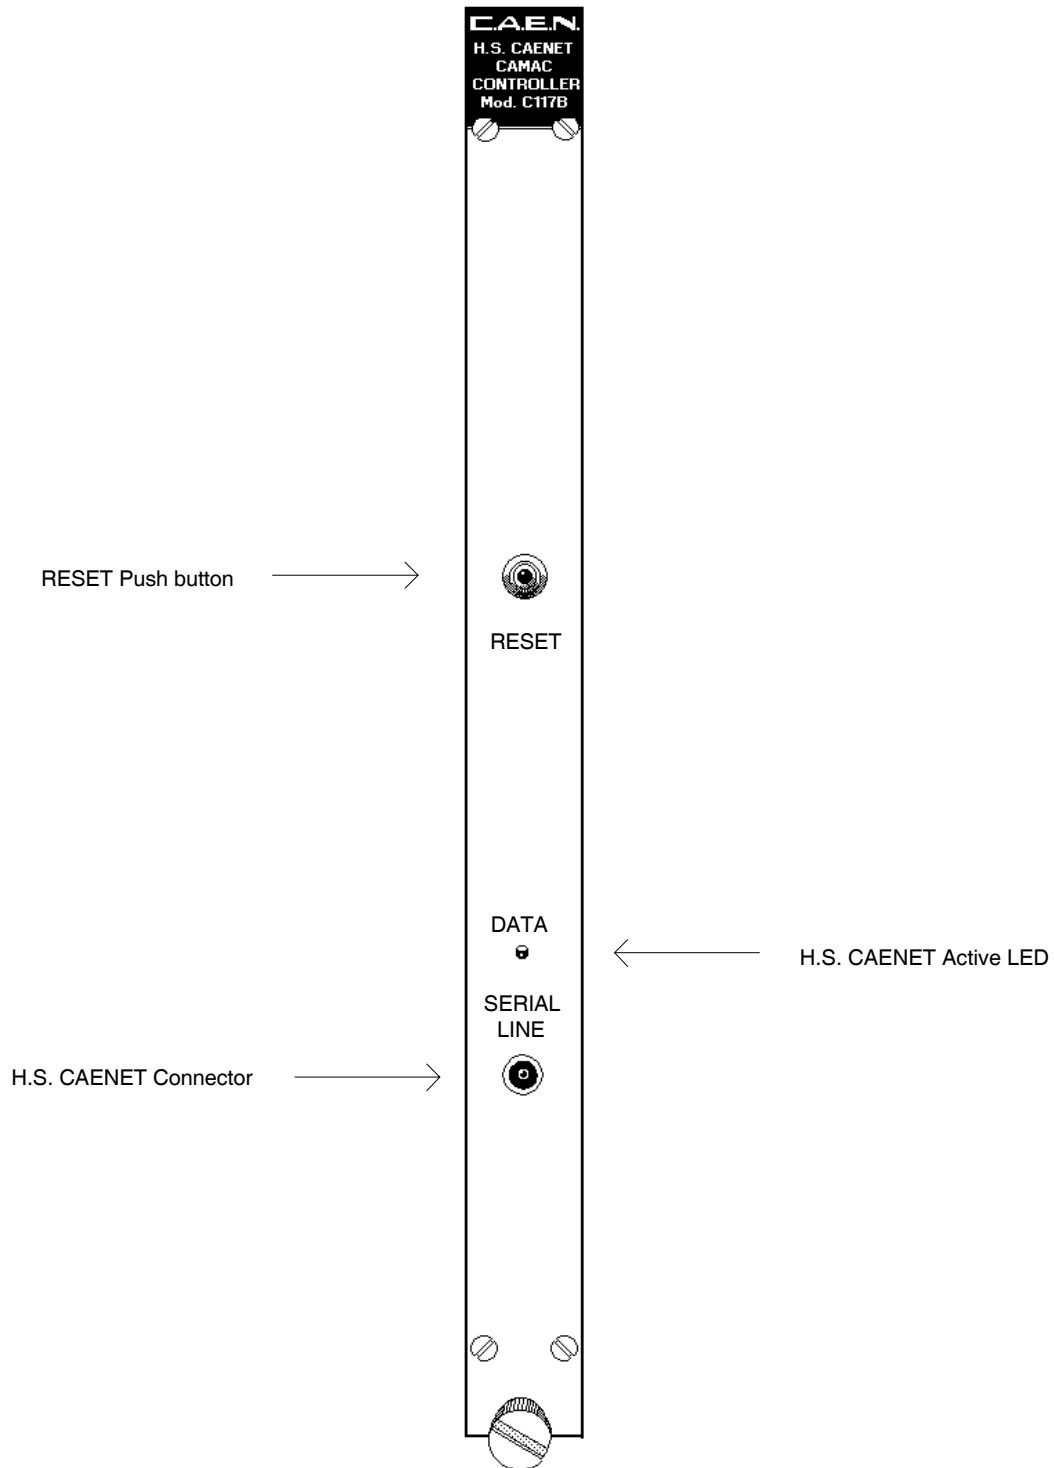 C.A.E.N.
H.S. CAENET
CAMAC
CONTROLLER
Mod. C117B
RESET Push button
RESET
DATA
H.S. CAENET Active LED
SERIAL
LINE
H.S. CAENET Connector